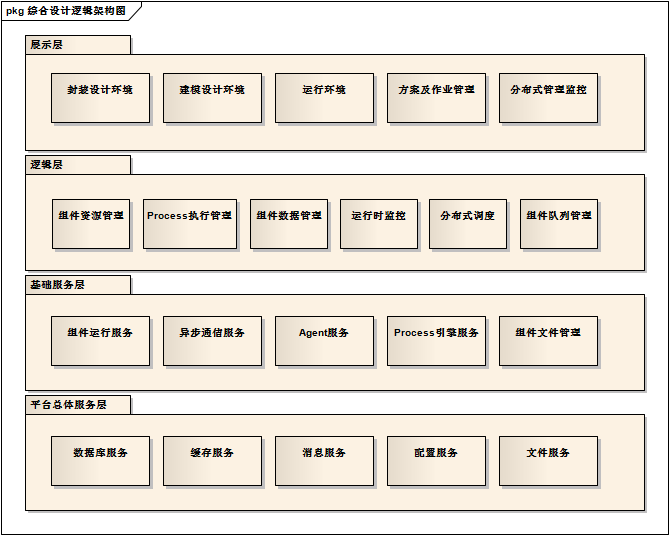 pkg 综合设计逻辑架构图
展示层
封装设计环境 建模设计环境 运行环境 方案及作业管理 分布式管理监控
逻辑层
组件资源管理 Process执行管理 组件数据管理 运行时监控 分布式调度 组件队列管理
基础服务层
组件运行服务 异步通信服务 Agent服务 Process引擎服务 组件文件管理
平台总体服务层
数据库服务 缓存服务 消息服务 配置服务 文件服务